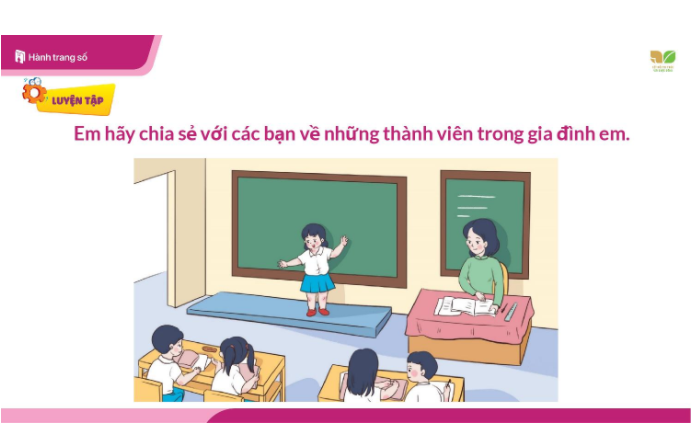 Hành trang số
LUYỆN TẬP
Em hãy chia sẻ với các bạn về những thành viên trong gia đình em.